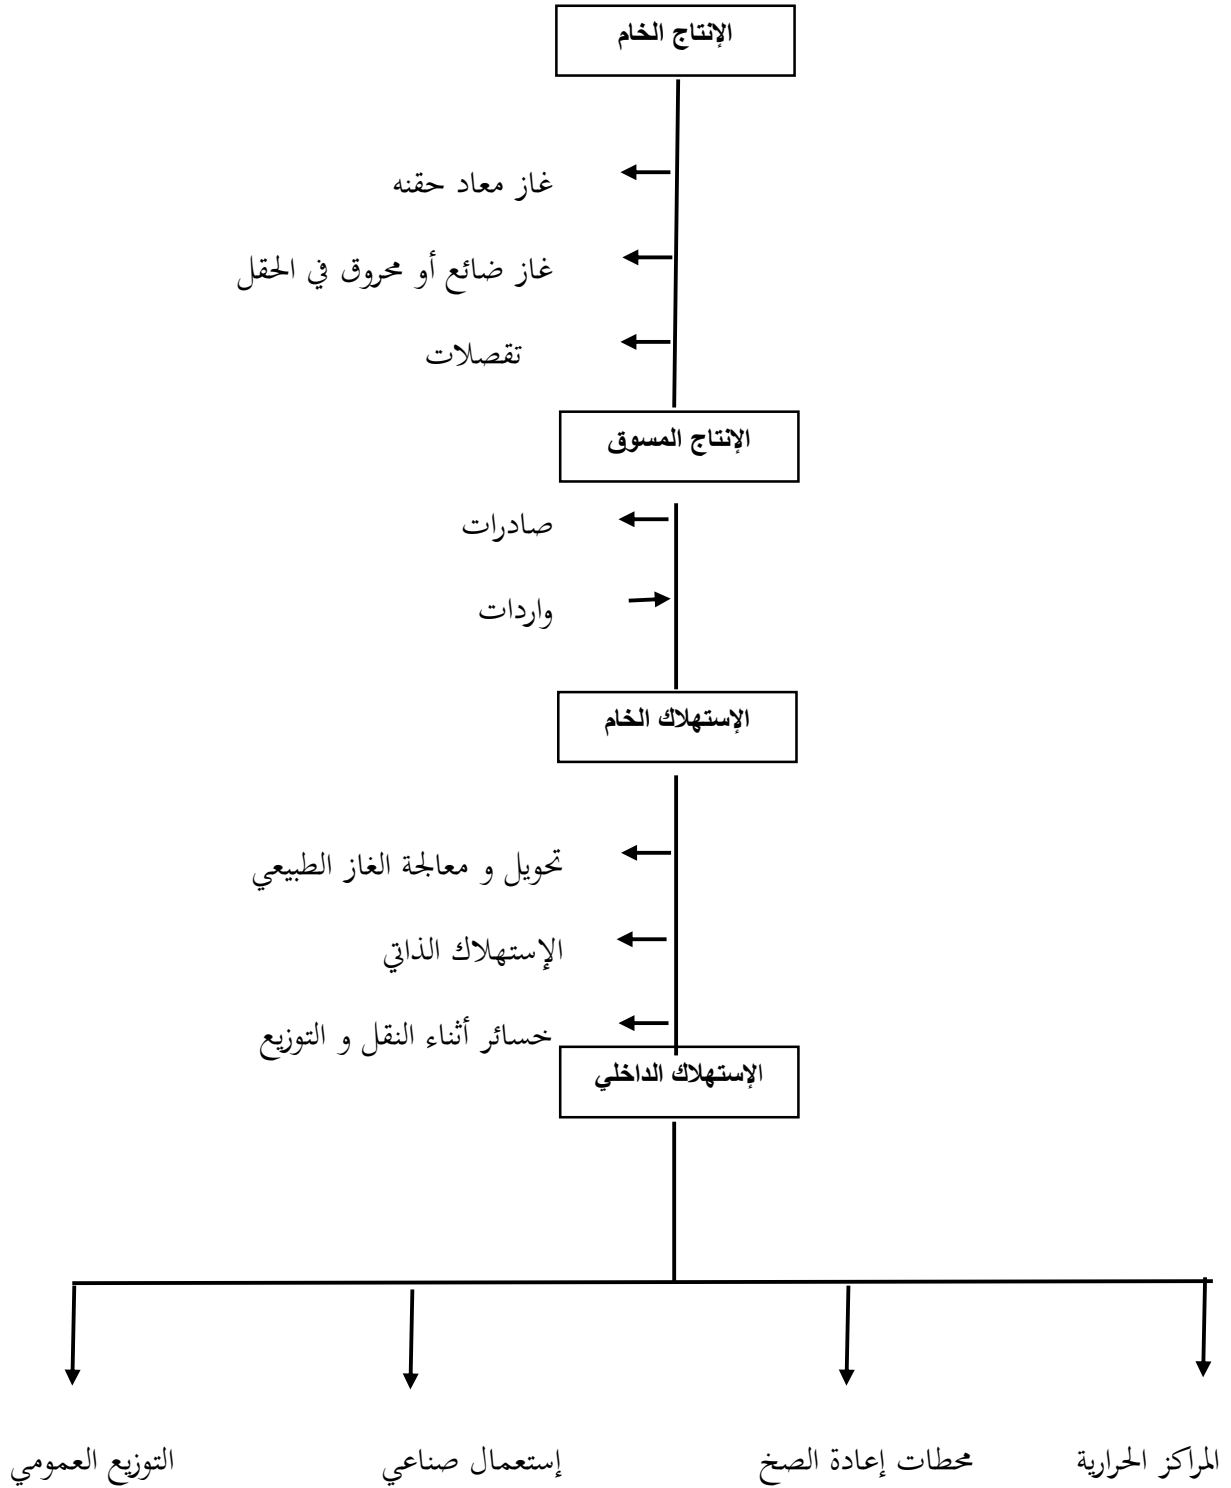 الإنتاج الخام
غاز معاد حقنه
غاز ضائع أو محروق في الحقل
تقصلات
الإنتاج المسوق
صادرات
واردات
الإستهلاك الخام
تحويل و معالجة الغاز الطبيعي
الإستهلاك الذاتي
خسائر أثناء النقل و التوزيع
الإستهلاك الداخلي
المراكز الحرارية
محطات إعادة الصخ
إستعمال صناعي
التوزيع العمومي